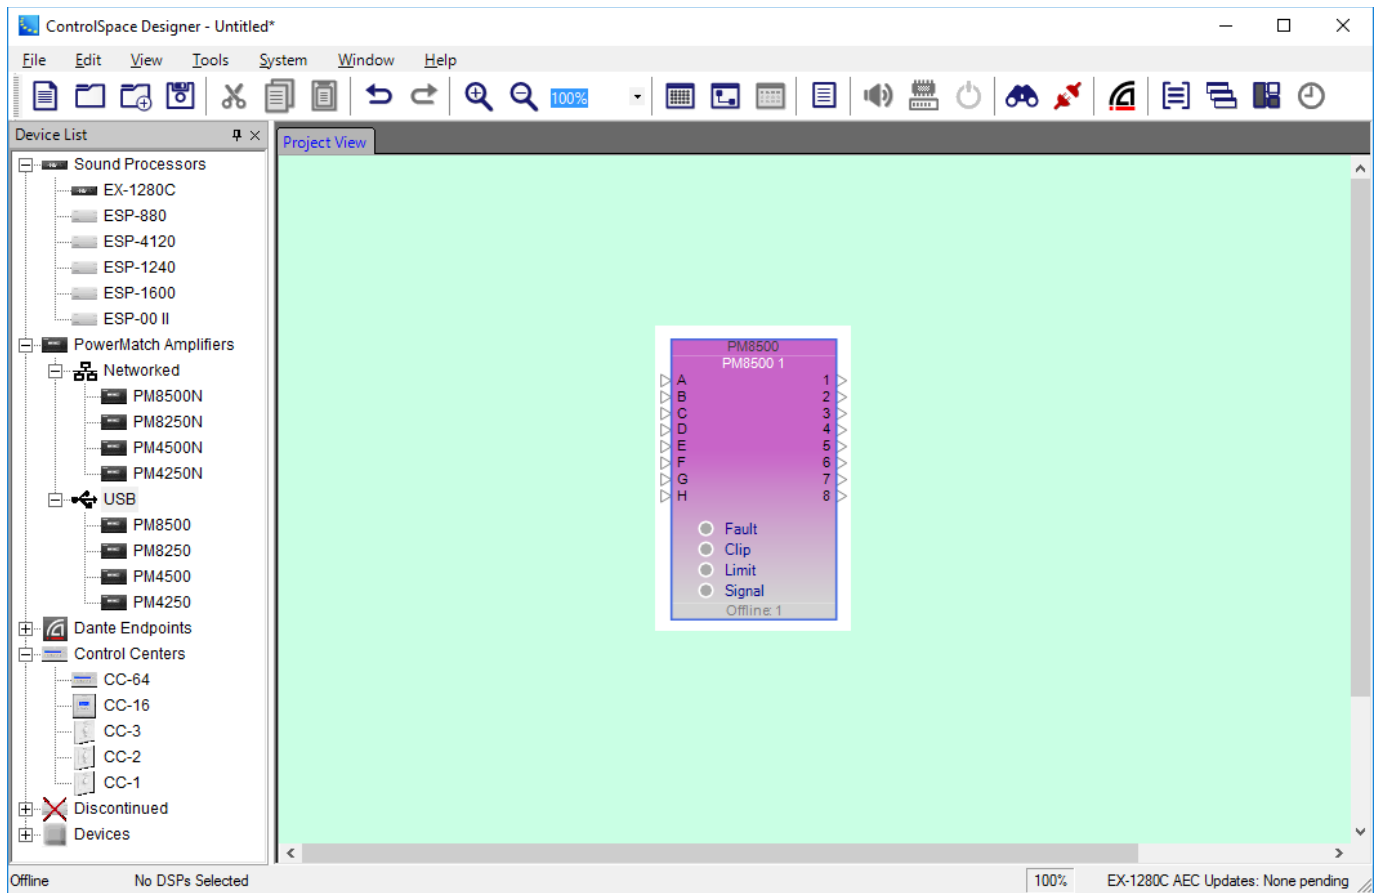 ControlSpace Designer - Untitled*
File Edit View Tools System Window Help
100%
Device List
Project View
Sound Processors
EX-1280C
ESP-880
ESP-4120
ESP-1240
ESP-1600
ESP-00 II
PowerMatch Amplifiers
Networked
PM8500N
PM8250N
PM4500N
PM4250N
USB
PM8500
PM8250
PM4500
PM4250
Dante Endpoints
Control Centers
CC-64
CC-16
CC-3
CC-2
CC-1
Discontinued
Devices
PM8500
PM8500 1
A 1
B 2
C 3
D 4
E 5
F 6
G 7
H 8
Fault
Clip
Limit
Signal
Offline: 1
Offline No DSPs Selected 100% EX-1280C AEC Updates: None pending